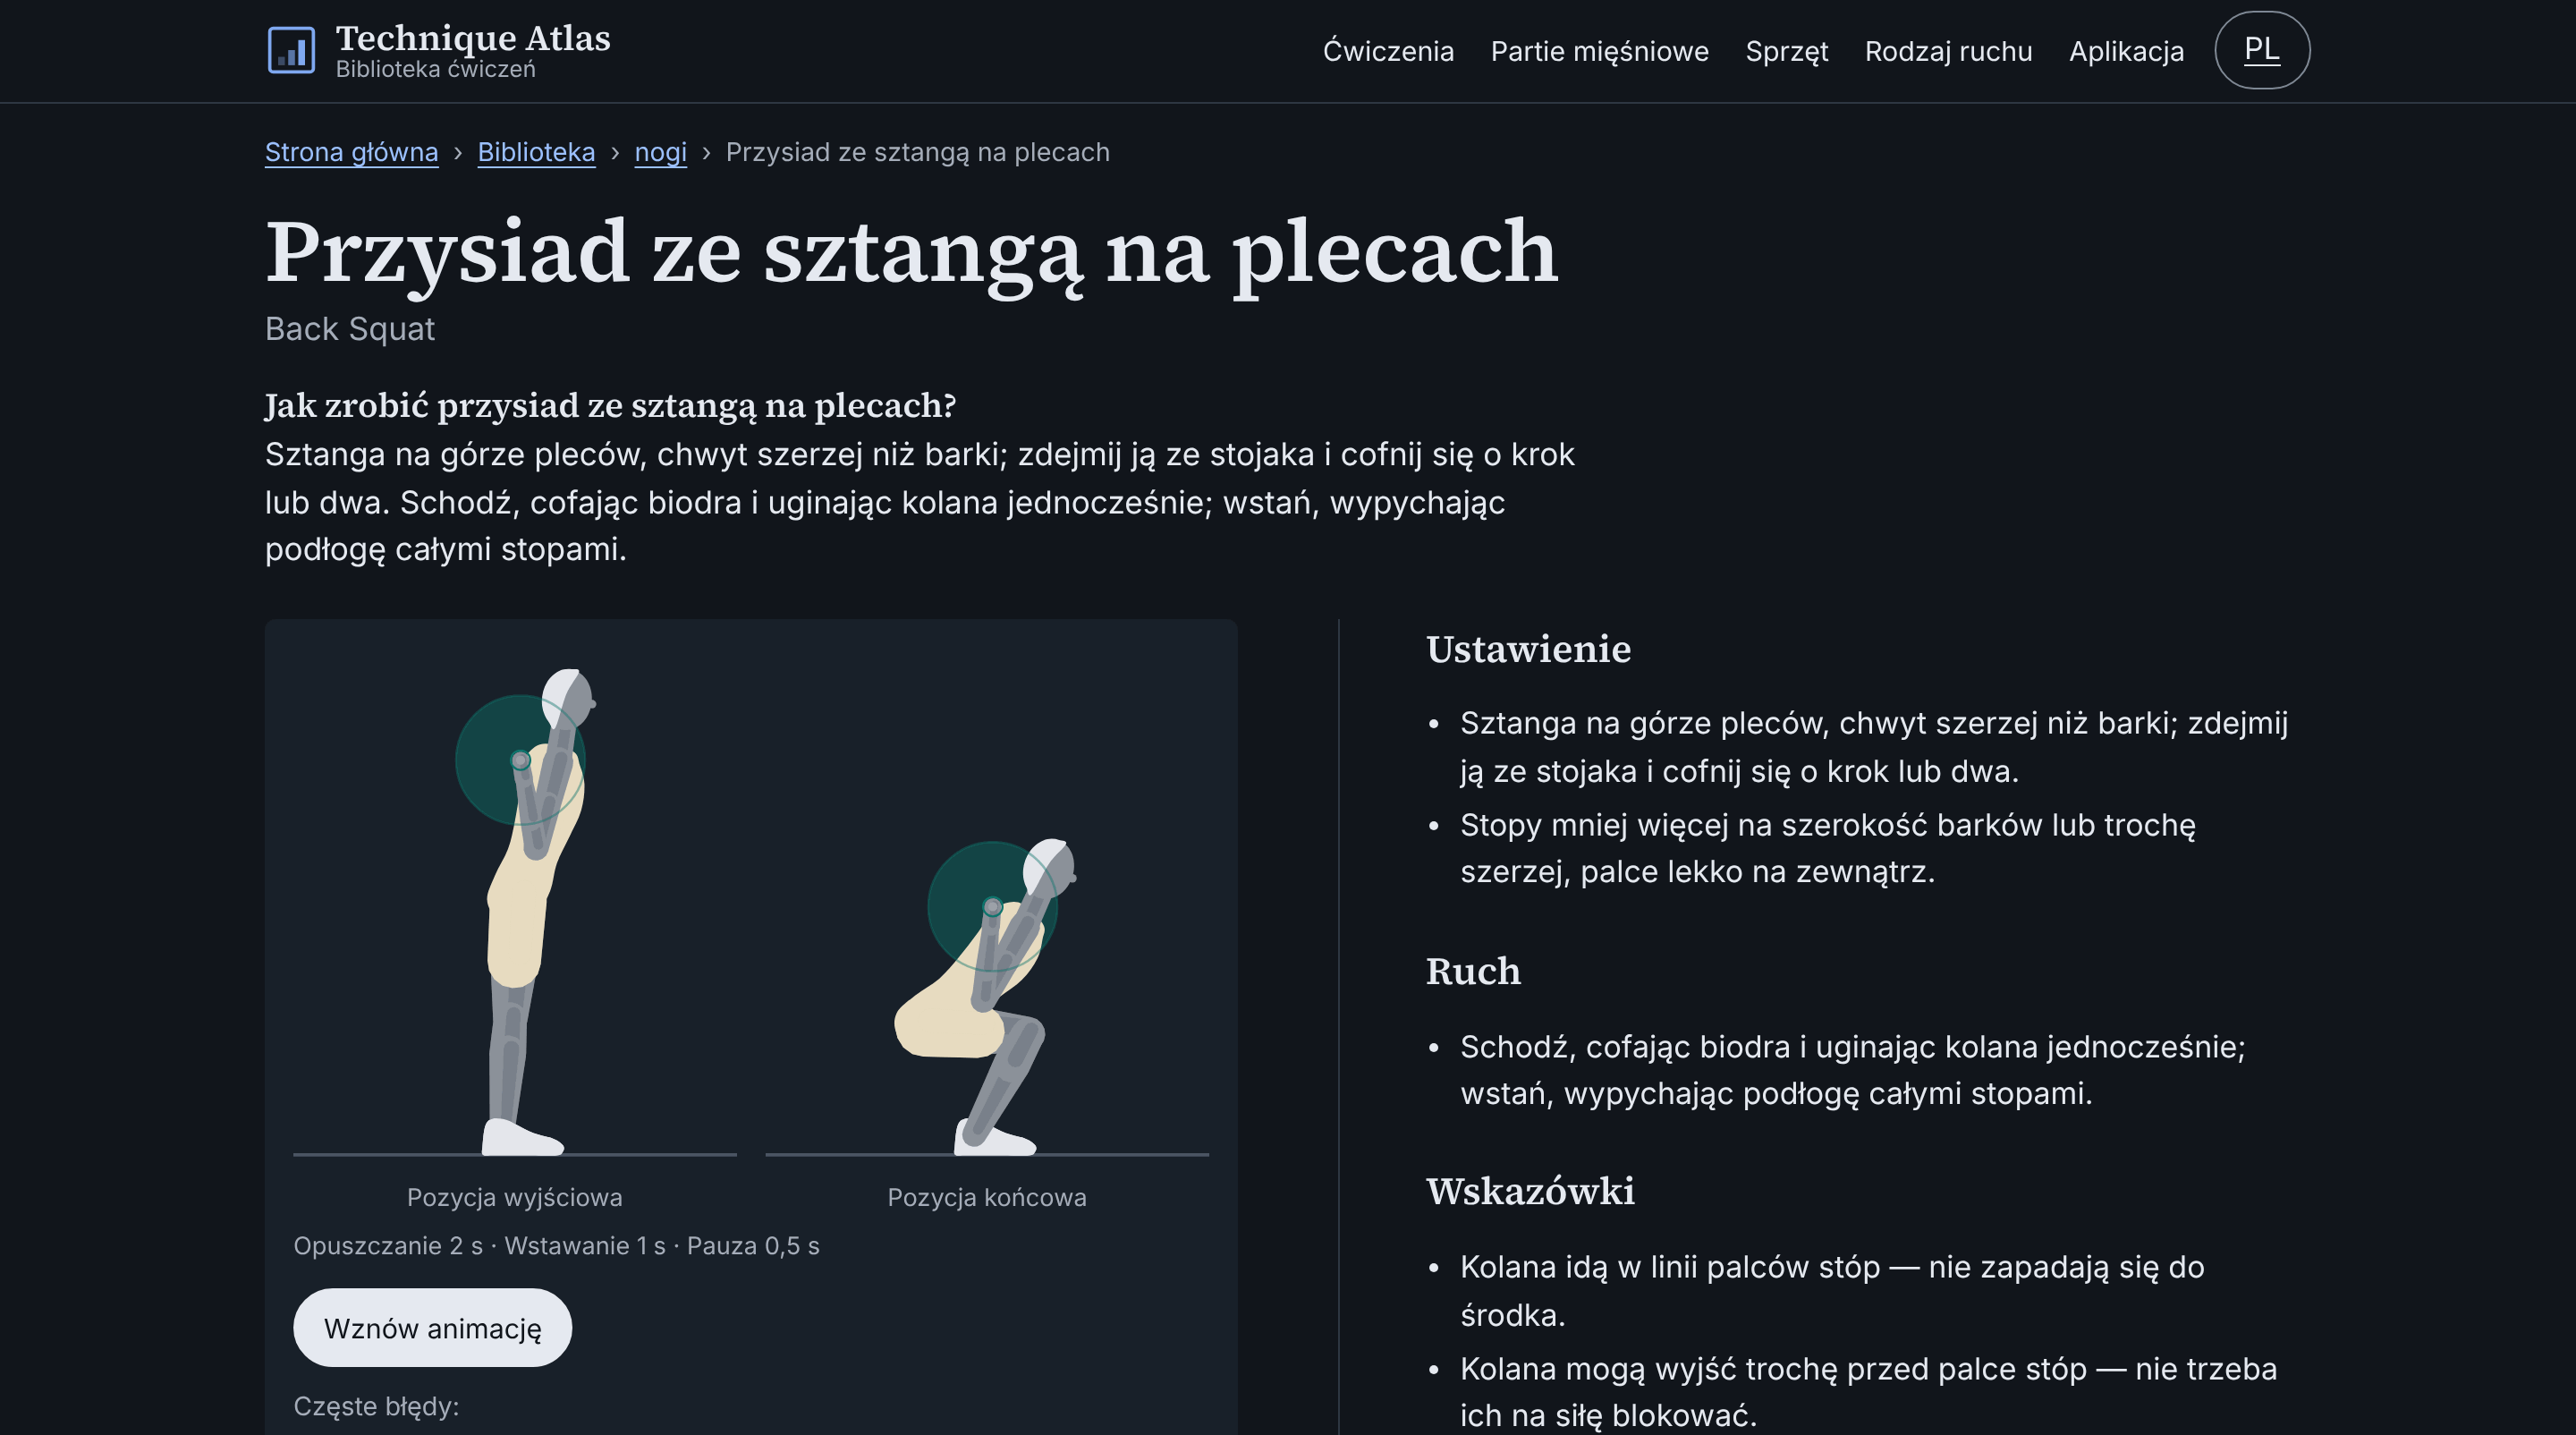 Technique Atlas
Biblioteka ćwiczeń
Ćwiczenia
Partie mięśniowe
Sprzęt
Rodzaj ruchu
Aplikacja
PL
Strona główna › Biblioteka › nogi › Przysiad ze sztangą na plecach
Przysiad ze sztangą na plecach
Back Squat
Jak zrobić przysiad ze sztangą na plecach?
Sztanga na górze pleców, chwyt szerzej niż barki; zdejmij ją ze stojaka i cofnij się o krok
lub dwa. Schodź, cofając biodra i uginając kolana jednocześnie; wstań, wypychając
podłogę całymi stopami.
Pozycja wyjściowa
Pozycja końcowa
Opuszczanie 2 s · Wstawanie 1 s · Pauza 0,5 s
Wznów animację
Częste błędy:
Ustawienie
• Sztanga na górze pleców, chwyt szerzej niż barki; zdejmij
ją ze stojaka i cofnij się o krok lub dwa.
• Stopy mniej więcej na szerokość barków lub trochę
szerzej, palce lekko na zewnątrz.
Ruch
• Schodź, cofając biodra i uginając kolana jednocześnie;
wstań, wypychając podłogę całymi stopami.
Wskazówki
• Kolana idą w linii palców stóp — nie zapadają się do
środka.
• Kolana mogą wyjść trochę przed palce stóp — nie trzeba
ich na siłę blokować.